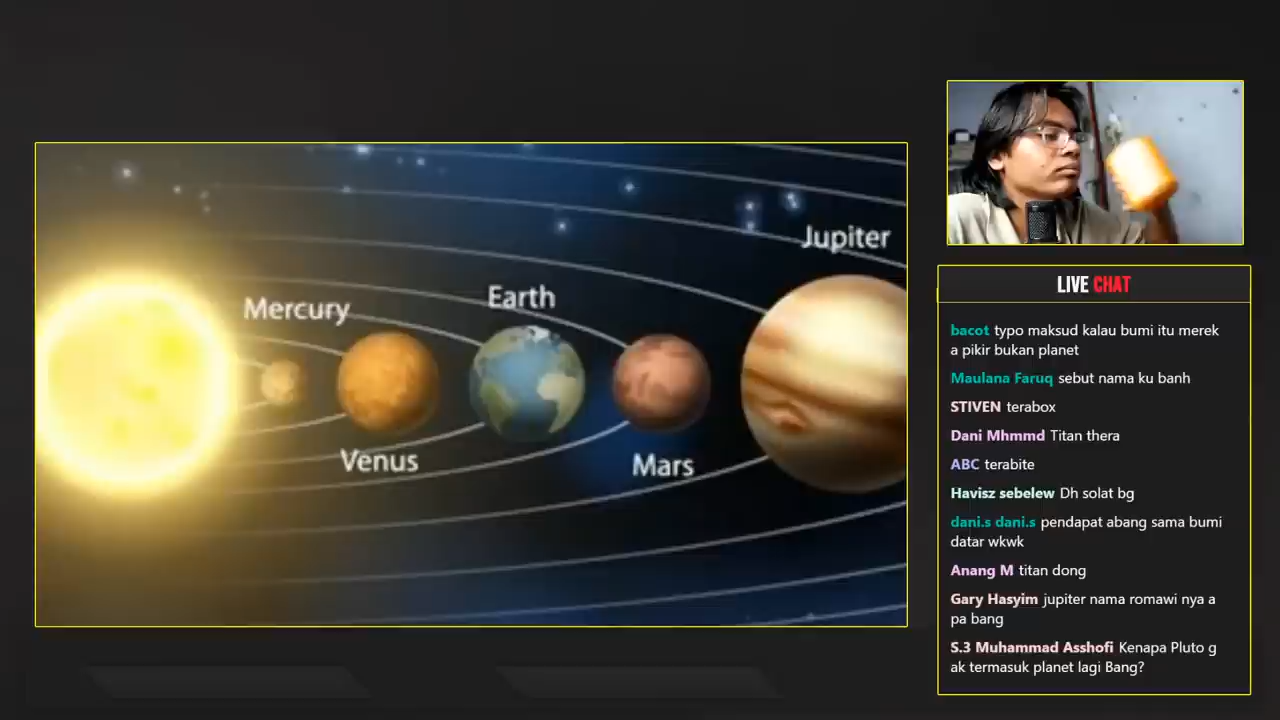 Mercury
Venus
Earth
Mars
Jupiter
LIVE CHAT
bacot typo maksud kalau bumi itu merek
a pikir bukan planet
Maulana Faruq sebut nama ku banh
STIVEN terabox
Dani Mhmmd Titan thera
ABC terabite
Havisz sebelew Dh solat bg
dani.s dani.s pendapat abang sama bumi
datar wkwk
Anang M titan dong
Gary Hasyim jupiter nama romawi nya a
pa bang
S.3 Muhammad Asshofi Kenapa Pluto g
ak termasuk planet lagi Bang?